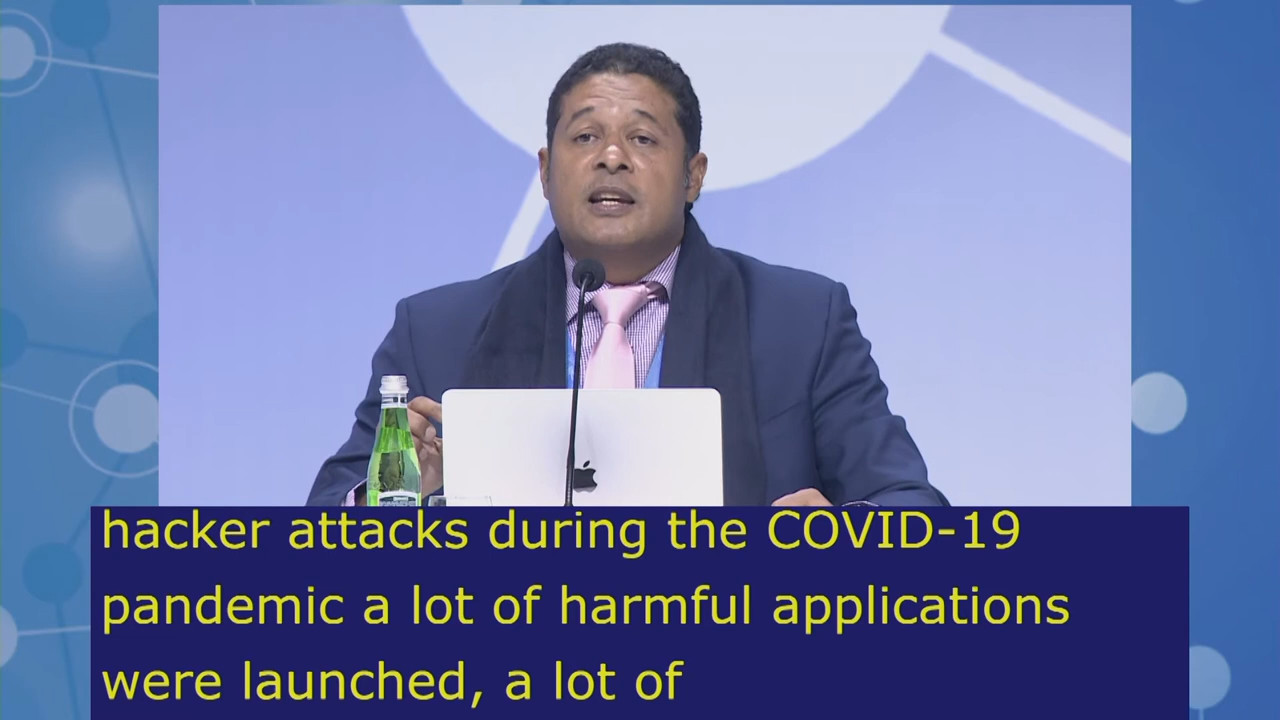 hacker attacks during the COVID-19
pandemic a lot of harmful applications
were launched, a lot of